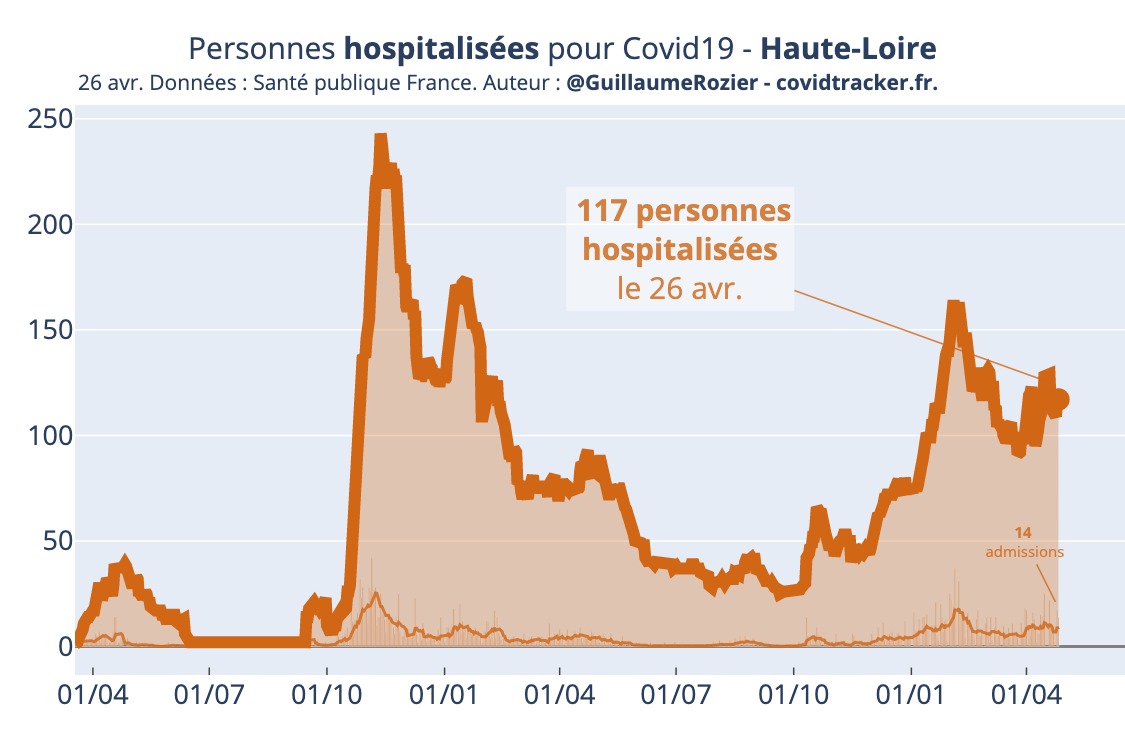 Personnes hospitalisées pour Covid19 - Haute-Loire
26 avr. Données : Santé publique France. Auteur : @GuillaumeRozier - covidtracker.fr.
250
200
150
100
50
0
117 personnes
hospitalisées
le 26 avr.
14
admissions
01/04 01/07 01/10 01/01 01/04 01/07 01/10 01/01 01/04